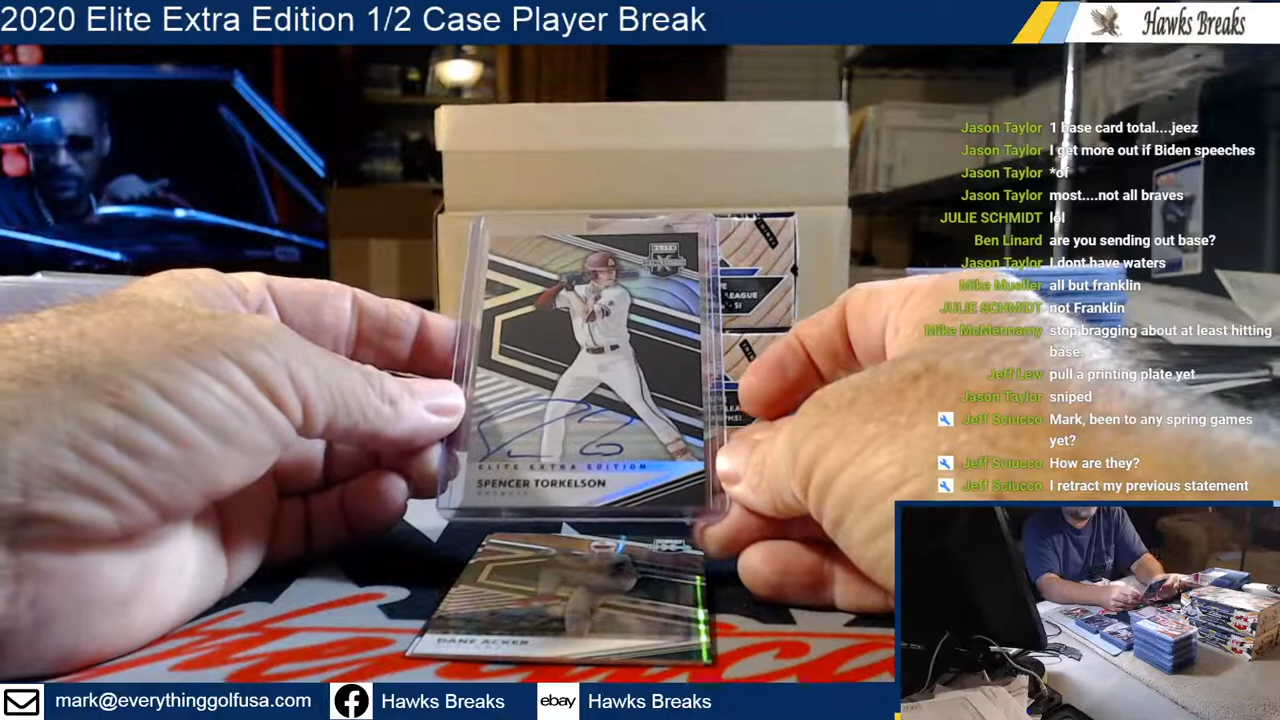 2020 Elite Extra Edition 1/2 Case Player Break
Hawks Breaks
Jason Taylor 1 base card total....jeez
Jason Taylor I get more out if Biden speeches
Jason Taylor *of
Jason Taylor most....not all braves
JULIE SCHMIDT lol
Ben Linard are you sending out base?
Jason Taylor I dont have waters
Mike Mueller all but franklin
JULIE SCHMIDT not Franklin
Mike McMennamy stop bragging about at least hitting
base.
Jeff Lew pull a printing plate yet
Jason Taylor sniped
Jeff Sciucco Mark, been to any spring games
yet?
Jeff Sciucco How are they?
Jeff Sciucco I retract my previous statement
ELITE
LEAGUE
ELITE EXTRA EDITION
SPENCER TORKELSON
DETROIT
DANE ACKER
mark@everythinggolfusa.com
Hawks Breaks
ebay
Hawks Breaks